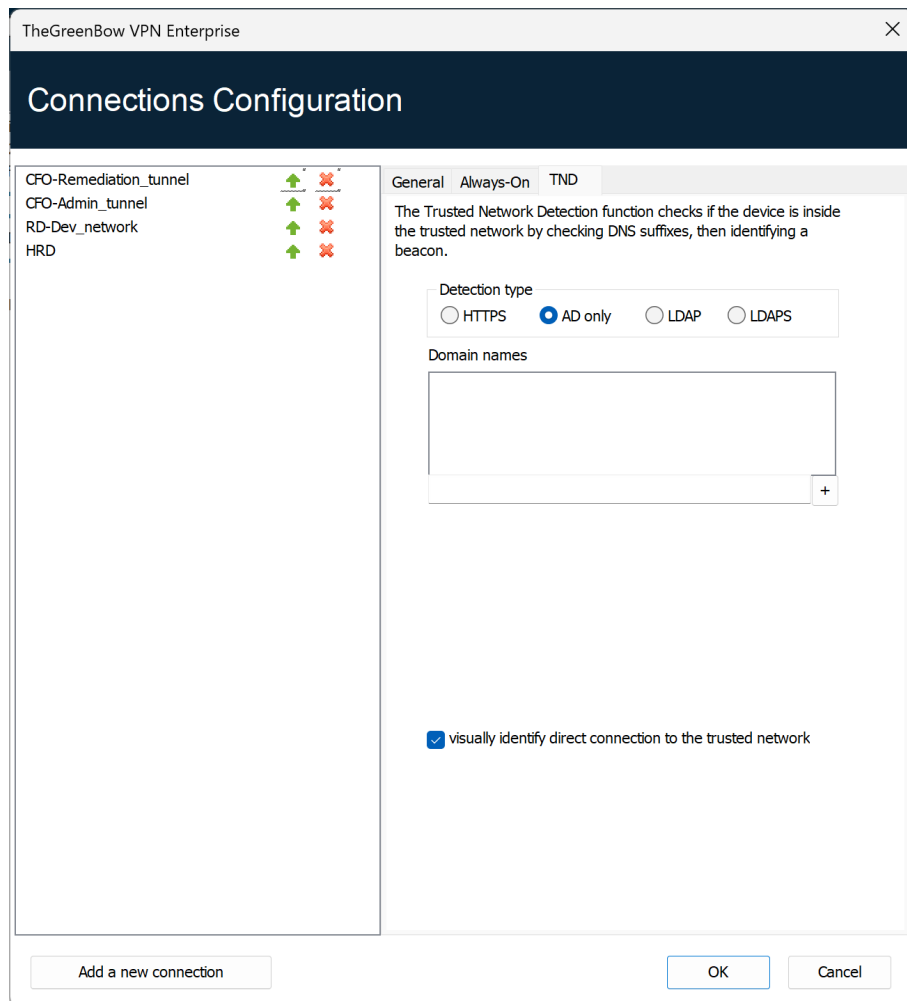 TheGreenBow VPN Enterprise
Connections Configuration
CFO-Remediation_tunnel
CFO-Admin_tunnel
RD-Dev_network
HRD
General Always-On TND
The Trusted Network Detection function checks if the device is inside
the trusted network by checking DNS suffixes, then identifying a
beacon.
Detection type
HTTPS AD only LDAP LDAPS
Domain names
+
visually identify direct connection to the trusted network
Add a new connection OK Cancel